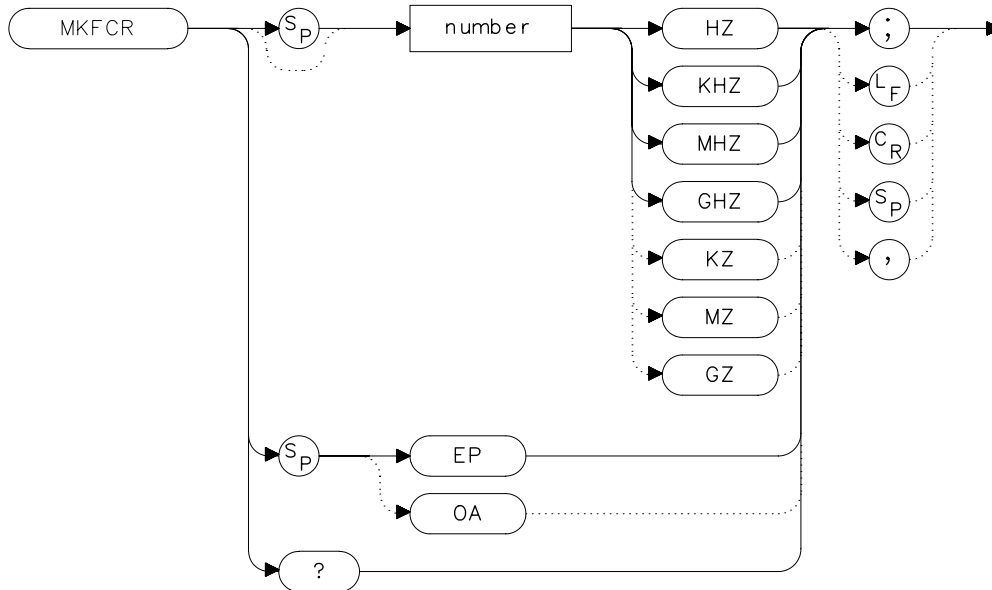 MKFCR
SP
number
HZ
;
KHZ
LF
MHZ
CR
GHZ
SP
KZ
,
MZ
GZ
SP
EP
OA
?